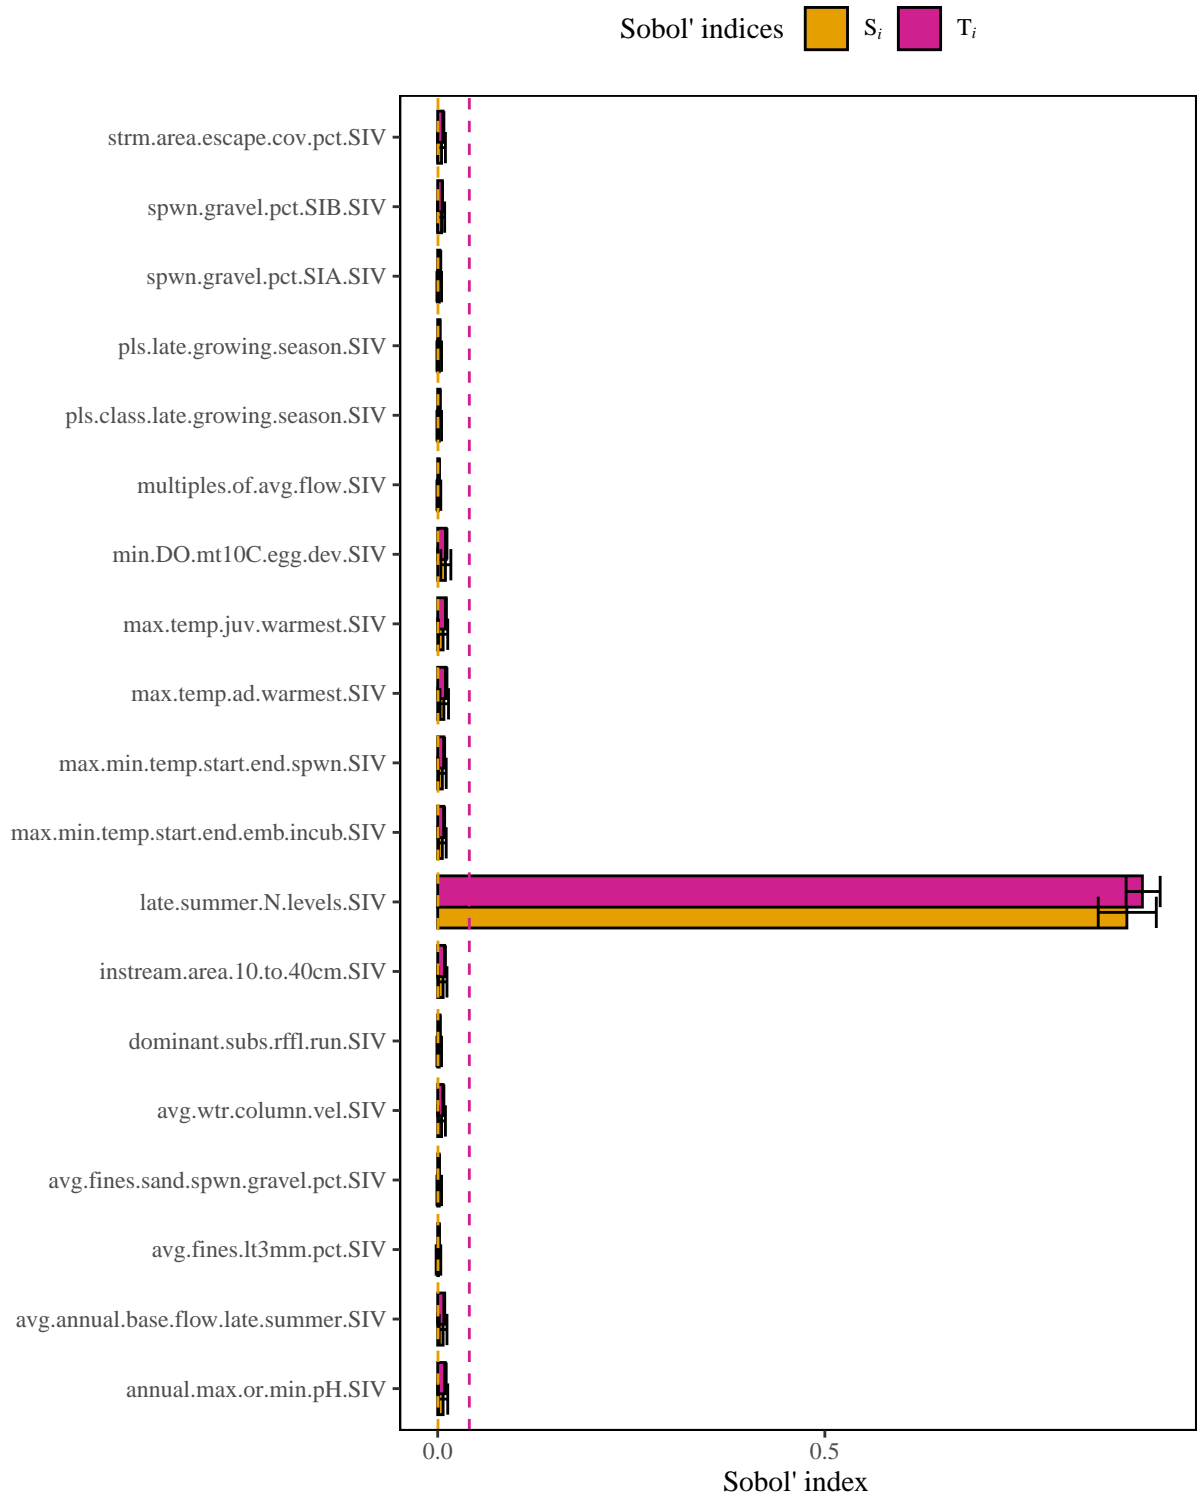 Sobol' indices Si Ti
strm.area.escape.cov.pct.SIV
spwn.gravel.pct.SIB.SIV
spwn.gravel.pct.SIA.SIV
pls.late.growing.season.SIV
pls.class.late.growing.season.SIV
multiples.of.avg.flow.SIV
min.DO.mt10C.egg.dev.SIV
max.temp.juv.warmest.SIV
max.temp.ad.warmest.SIV
max.min.temp.start.end.spwn.SIV
max.min.temp.start.end.emb.incub.SIV
late.summer.N.levels.SIV
instream.area.10.to.40cm.SIV
dominant.subs.rffl.run.SIV
avg.wtr.column.vel.SIV
avg.fines.sand.spwn.gravel.pct.SIV
avg.fines.lt3mm.pct.SIV
avg.annual.base.flow.late.summer.SIV
annual.max.or.min.pH.SIV
0.0 0.5
Sobol' index